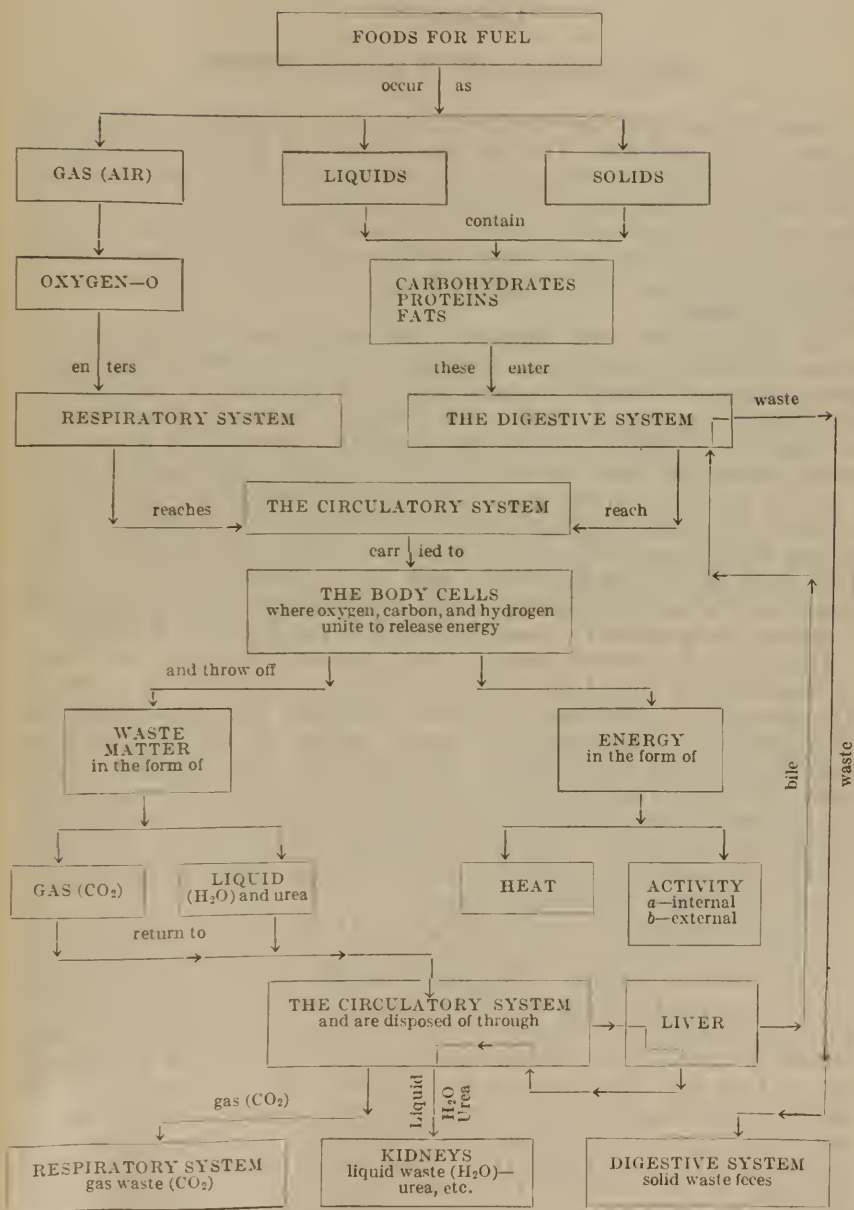 FOODS FOR FUEL
occur as
GAS (AIR)
LIQUIDS
SOLIDS
contain
OXYGEN—O
CARBOHYDRATES
PROTEINS
FATS
en ters
these enter
RESPIRATORY SYSTEM
THE DIGESTIVE SYSTEM
waste
reaches
THE CIRCULATORY SYSTEM
reach
carr ied to
THE BODY CELLS
where oxygen, carbon, and hydrogen
unite to release energy
and throw off
WASTE
MATTER
in the form of
ENERGY
in the form of
bile
waste
GAS (CO₂)
LIQUID
(H₂O) and urea
HEAT
ACTIVITY
a—internal
b—external
return to
THE CIRCULATORY SYSTEM
and are disposed of through
LIVER
gas (CO₂)
Liquid
H₂O
Urea
RESPIRATORY SYSTEM
gas waste (CO₂)
KIDNEYS
liquid waste (H₂O)—
urea, etc.
DIGESTIVE SYSTEM
solid waste feces